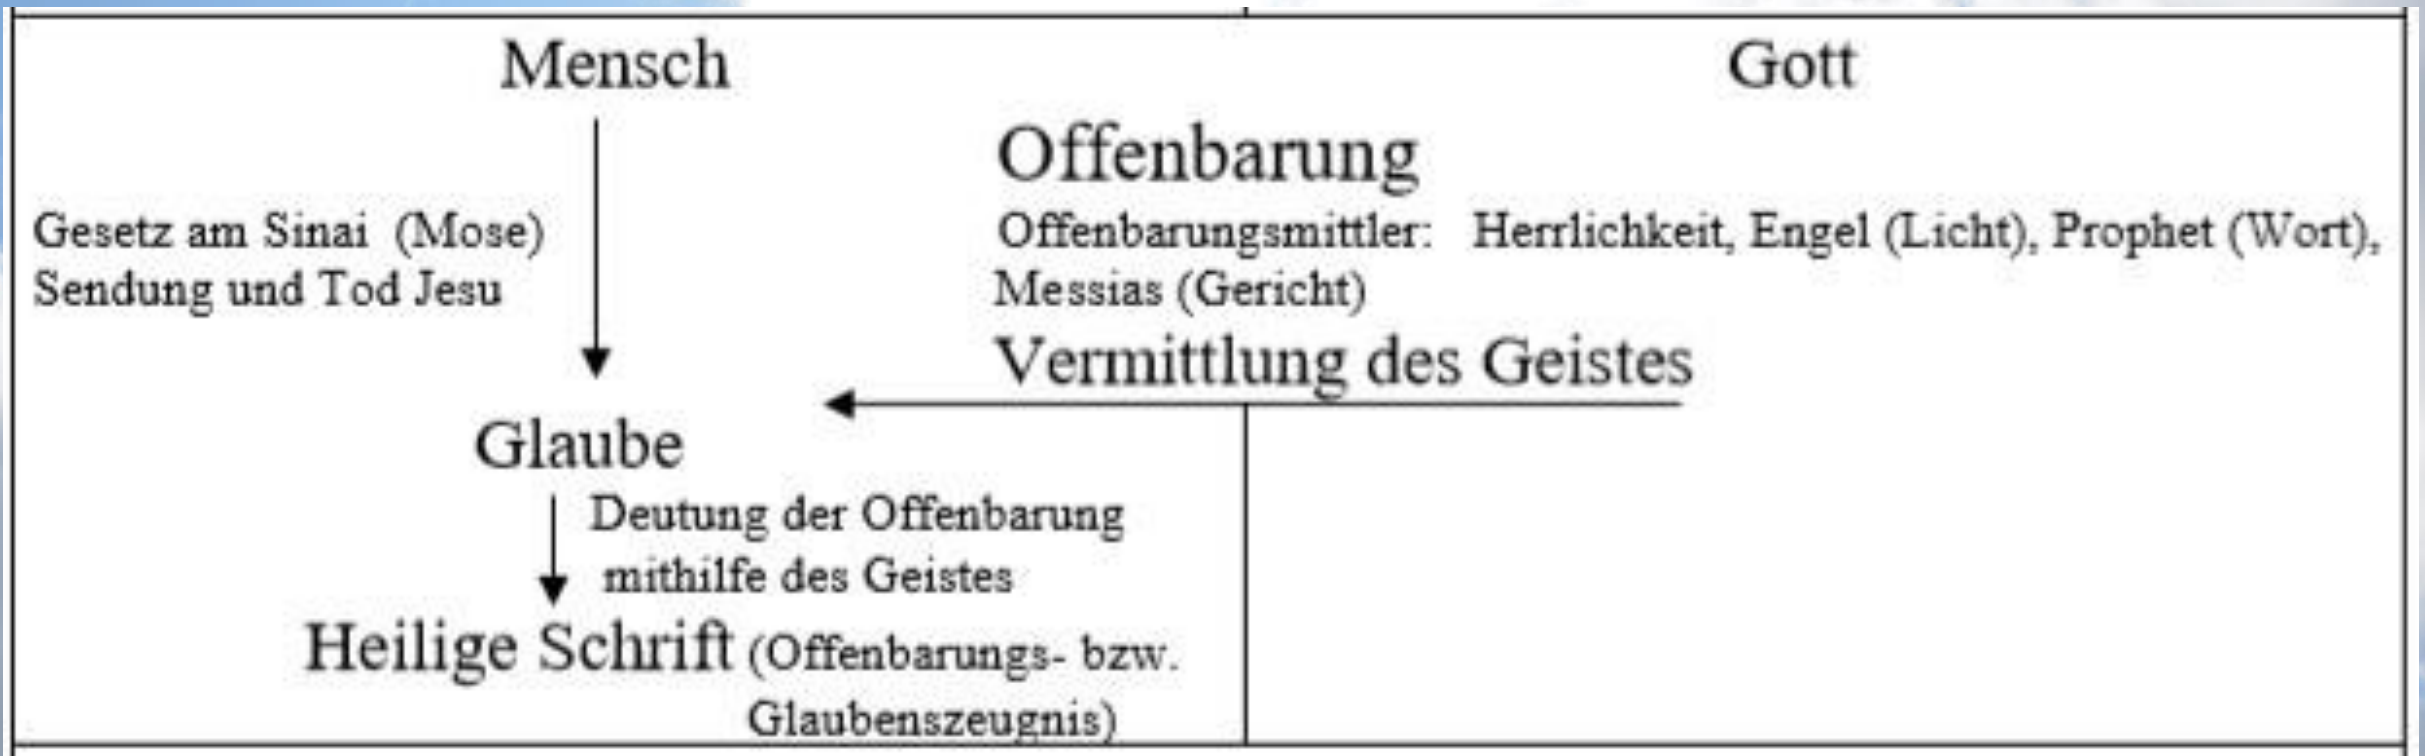 Mensch
Gott
Offenbarung
Gesetz am Sinai (Mose)
Sendung und Tod Jesu
Offenbarungsmittler: Herrlichkeit, Engel (Licht), Prophet (Wort),
Messias (Gericht)
Vermittlung des Geistes
Glaube
Deutung der Offenbarung
mithilfe des Geistes
Heilige Schrift (Offenbarungs- bzw.
Glaubenszeugnis)